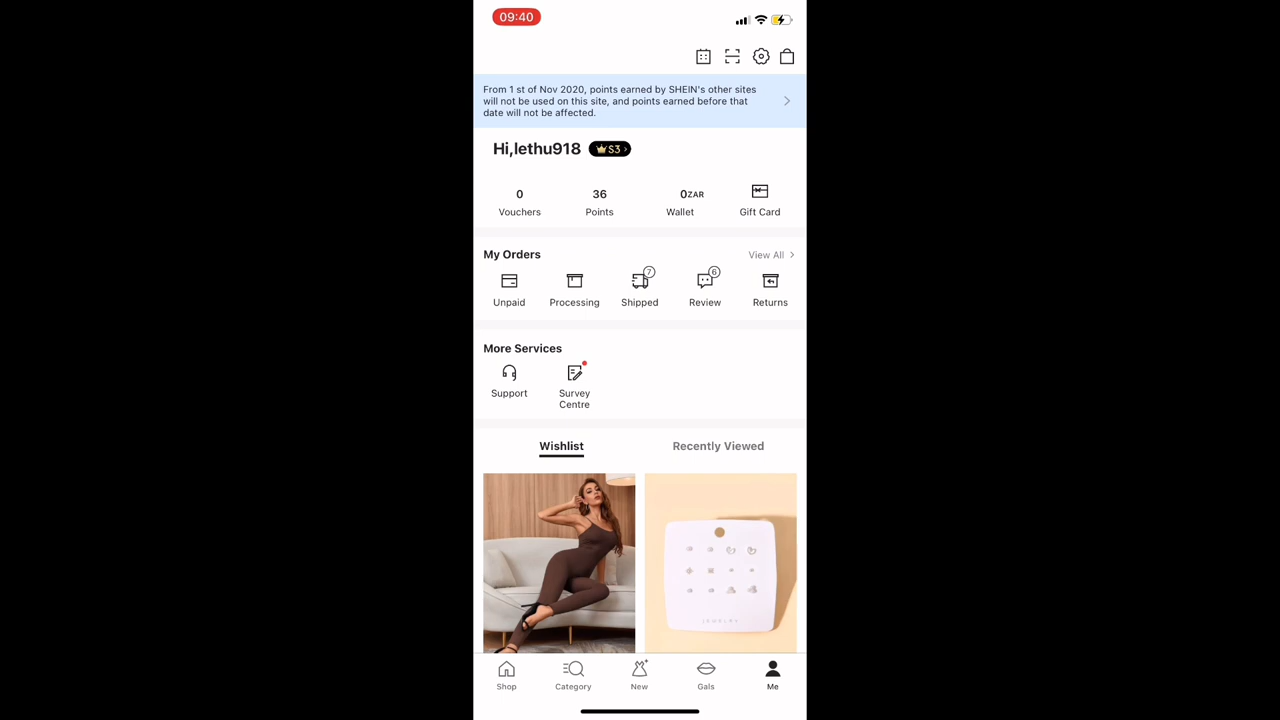 09:40
From 1 st of Nov 2020, points earned by SHEIN's other sites
will not be used on this site, and points earned before that
date will not be affected.
Hi,lethu918 S3
0 36 0ZAR
Vouchers Points Wallet Gift Card
My Orders View All
7 6
Unpaid Processing Shipped Review Returns
More Services
Support Survey
Centre
Wishlist Recently Viewed
JEWELRY
Shop Category New Gals Me